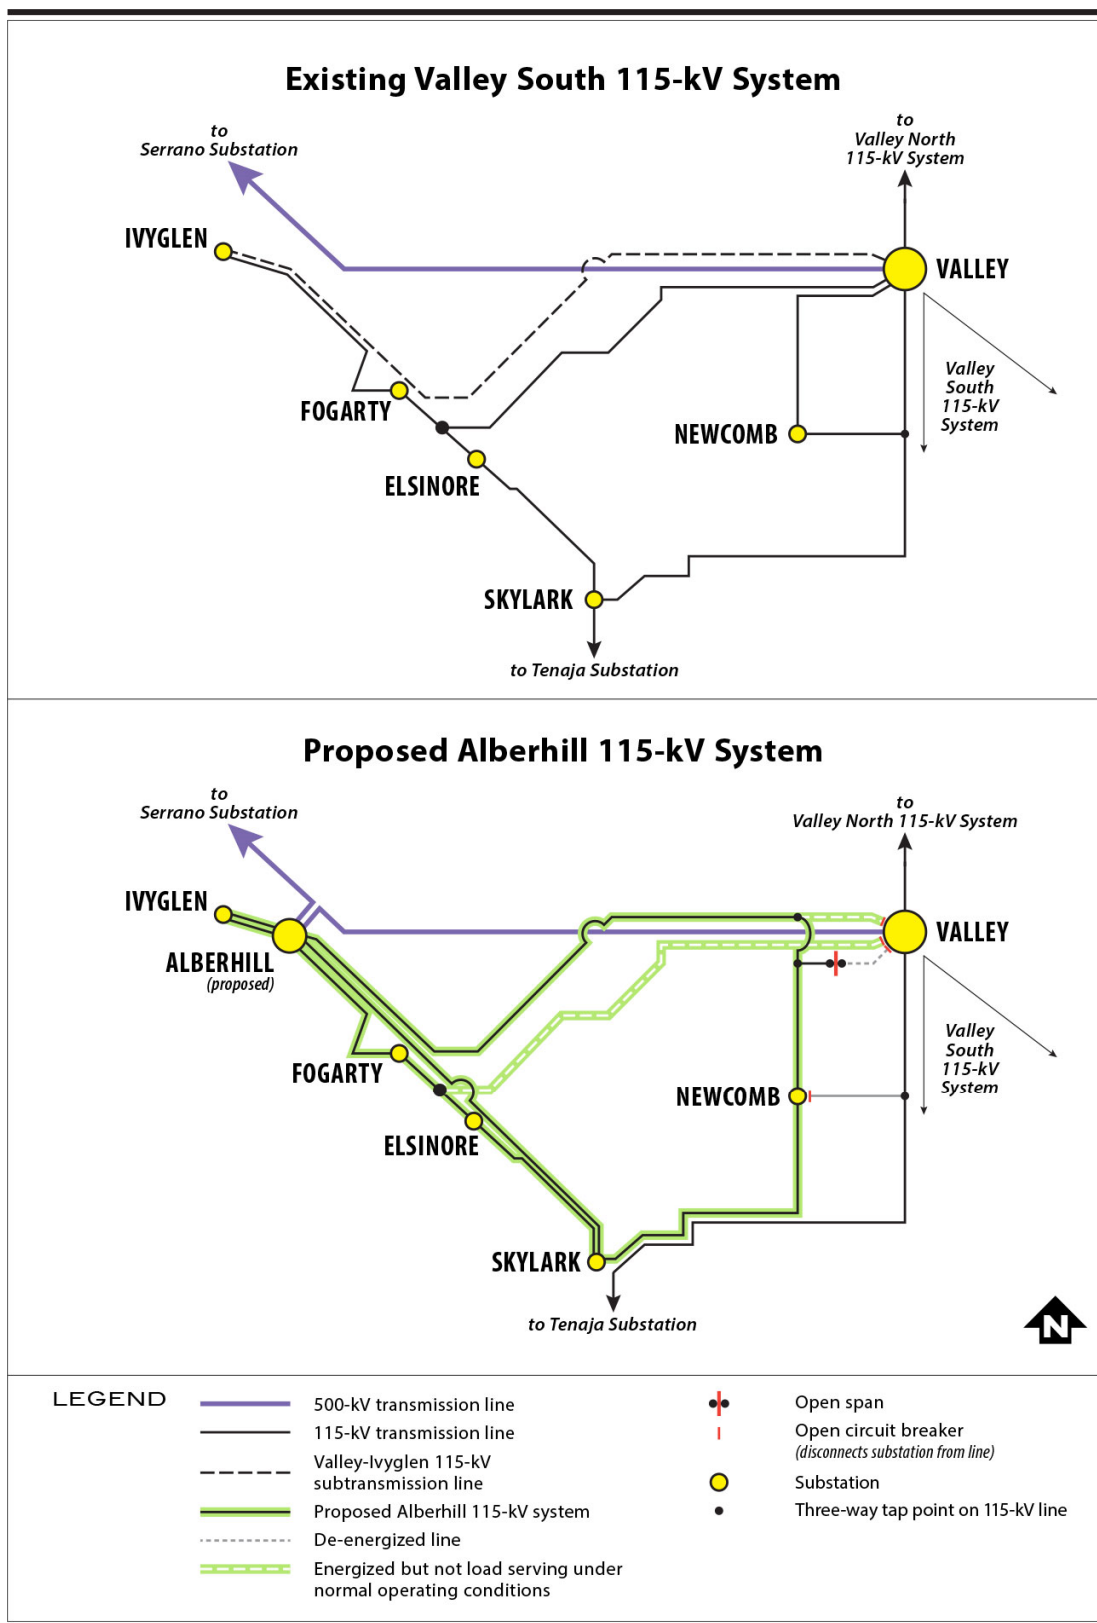 Existing Valley South 115-kV System
to
Serrano Substation
to
Valley North
115-kV System
IVYGLEN
VALLEY
Valley
South
115-kV
System
FOGARTY
NEWCOMB
ELSINORE
SKYLARK
to Tenaja Substation
Proposed Alberhill 115-kV System
to
Serrano Substation
to
Valley North 115-kV System
IVYGLEN
VALLEY
ALBERHILL
(proposed)
Valley
South
115-kV
System
FOGARTY
NEWCOMB
ELSINORE
SKYLARK
to Tenaja Substation
N
LEGEND
500-kV transmission line
115-kV transmission line
Valley-Ivyglen 115-kV
subtransmission line
Proposed Alberhill 115-kV system
De-energized line
Energized but not load serving under
normal operating conditions
Open span
Open circuit breaker
(disconnects substation from line)
Substation
Three-way tap point on 115-kV line